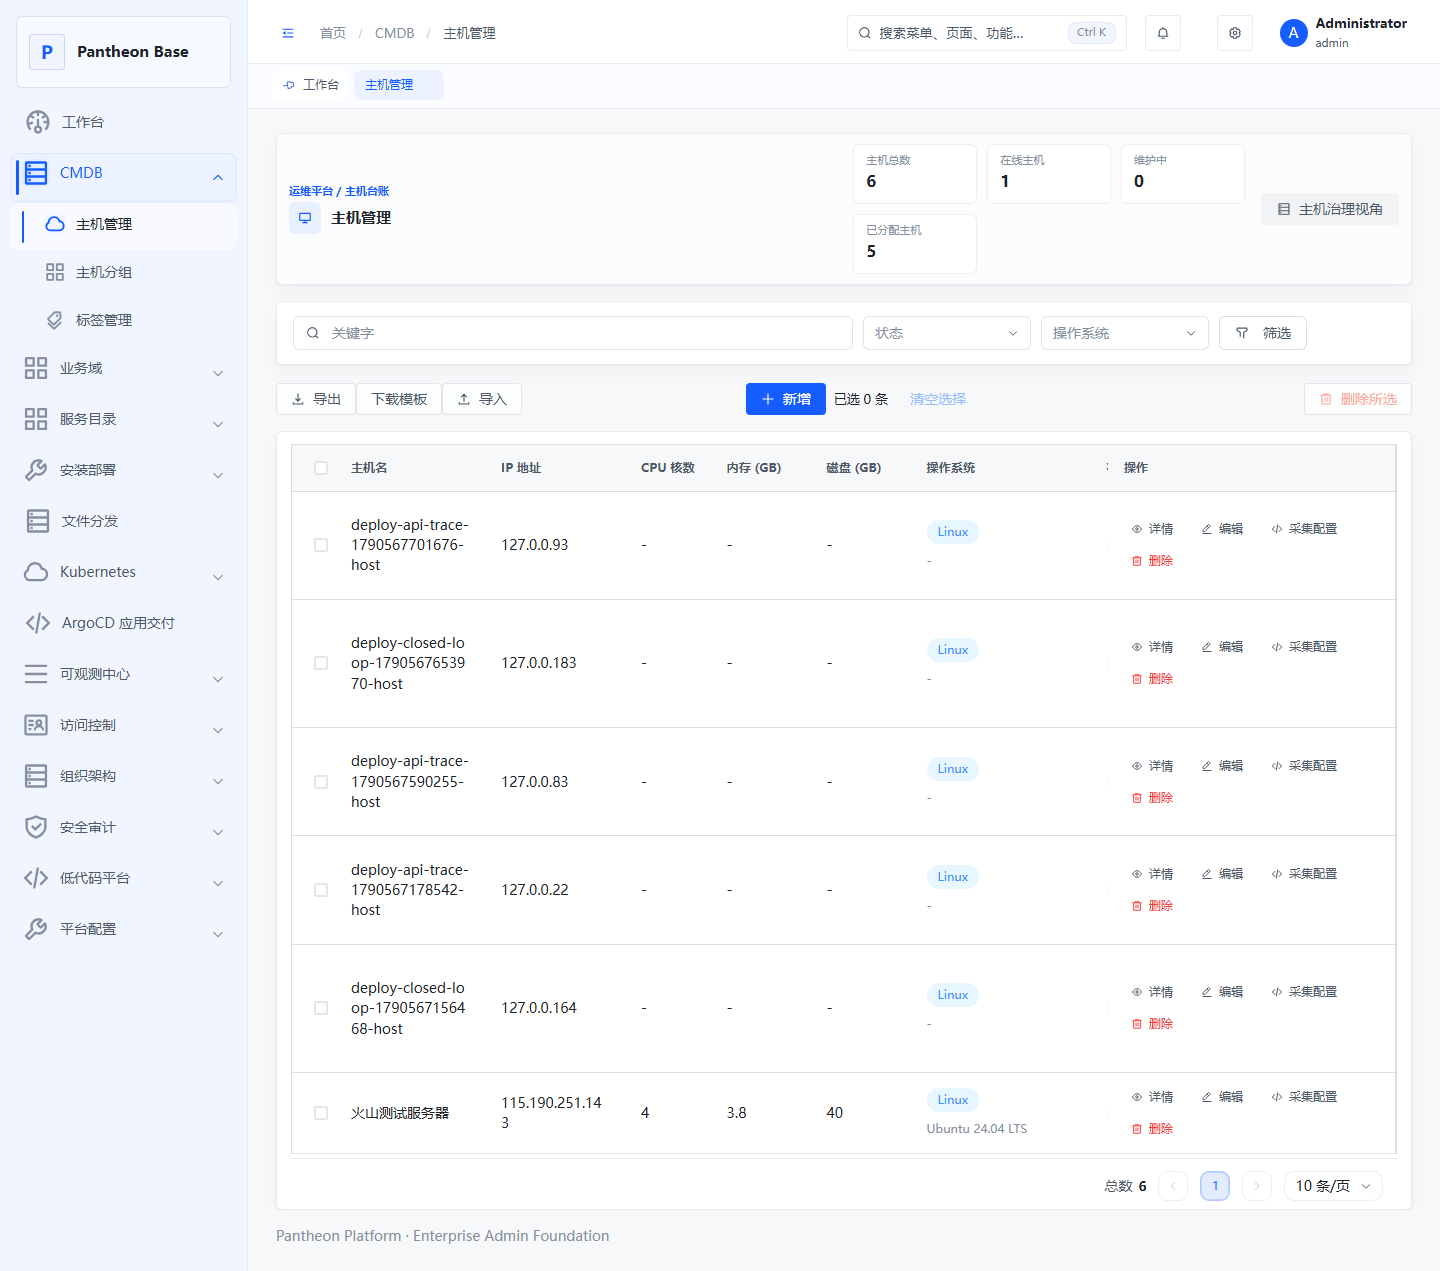 P Pantheon Base
工作台
CMDB
主机管理
主机分组
标签管理
业务域
服务目录
安装部署
文件分发
Kubernetes
ArgoCD 应用交付
可观测中心
访问控制
组织架构
安全审计
低代码平台
平台配置
首页 / CMDB / 主机管理
搜索菜单、页面、功能... Ctrl K
A Administrator
admin
工作台 主机管理
运维平台 / 主机台账
主机管理
主机总数
6
在线主机
1
维护中
0
已分配主机
5
主机治理视角
关键字 状态 操作系统 筛选
导出 下载模板 导入 新增 已选 0 条 清空选择 删除所选
主机名 IP 地址 CPU 核数 内存 (GB) 磁盘 (GB) 操作系统 操作
deploy-api-trace-
1790567701676-
host
127.0.0.93 - - - Linux
-
详情 编辑 采集配置
删除
deploy-closed-lo
op-17905676539
70-host
127.0.0.183 - - - Linux
-
详情 编辑 采集配置
删除
deploy-api-trace-
1790567590255-
host
127.0.0.83 - - - Linux
-
详情 编辑 采集配置
删除
deploy-api-trace-
1790567178542-
host
127.0.0.22 - - - Linux
-
详情 编辑 采集配置
删除
deploy-closed-lo
op-17905671564
68-host
127.0.0.164 - - - Linux
-
详情 编辑 采集配置
删除
火山测试服务器
115.190.251.14
3
4 3.8 40 Linux
Ubuntu 24.04 LTS
详情 编辑 采集配置
删除
总数 6 1 10 条/页
Pantheon Platform · Enterprise Admin Foundation